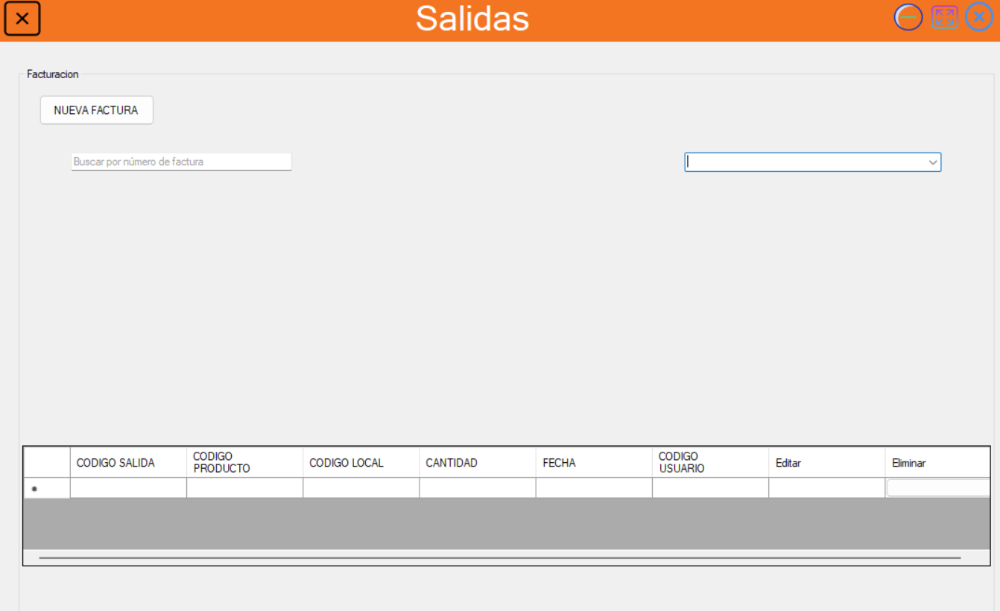 Salidas
Facturacion
NUEVA FACTURA
Buscar por número de factura
CODIGO SALIDA
CODIGO
PRODUCTO
CODIGO LOCAL
CANTIDAD
FECHA
CODIGO
USUARIO
Editar
Eliminar